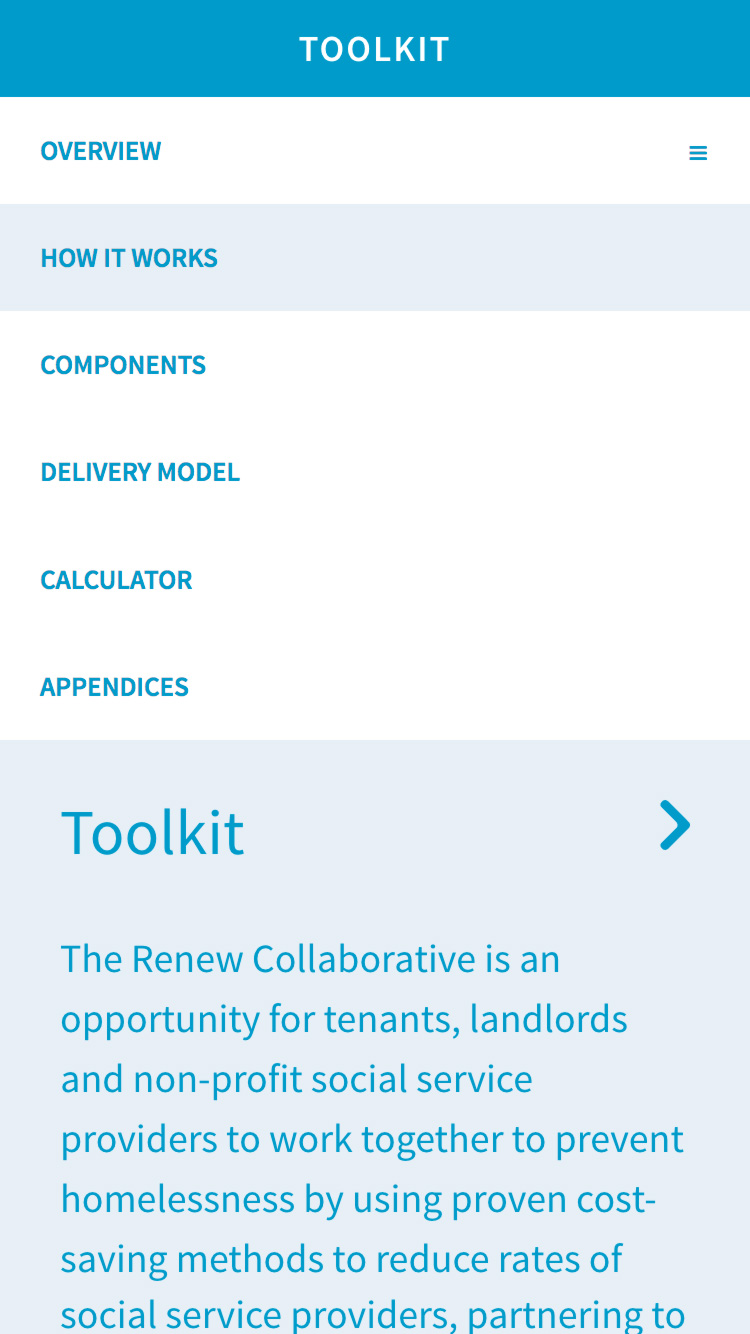 TOOLKIT
OVERVIEW
HOW IT WORKS
COMPONENTS
DELIVERY MODEL
CALCULATOR
APPENDICES
Toolkit
The Renew Collaborative is an
opportunity for tenants, landlords
and non-profit social service
providers to work together to prevent
homelessness by using proven cost-
saving methods to reduce rates of
social service providers, partnering to